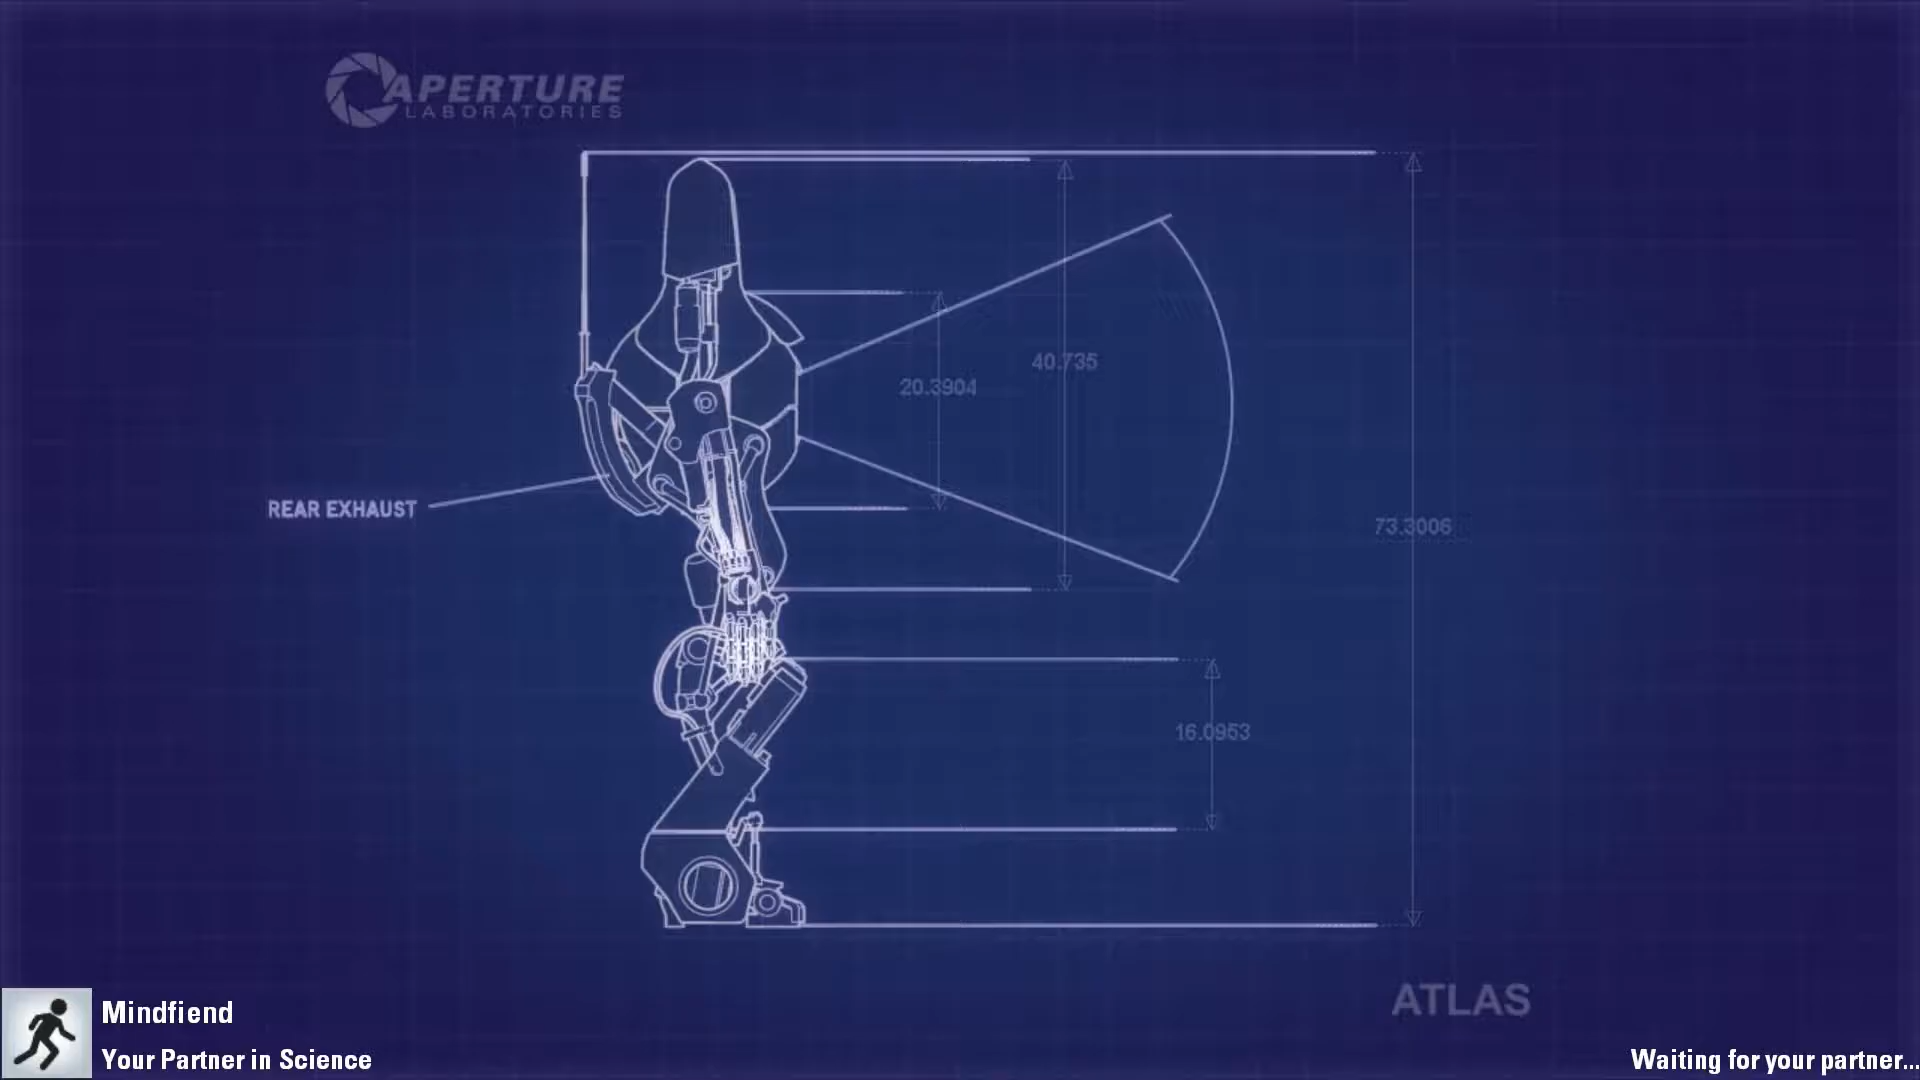 APERTURE
LABORATORIES
40.735
20.3904
REAR EXHAUST
73.3006
16.0953
ATLAS
Mindfiend
Your Partner in Science
Waiting for your partner...